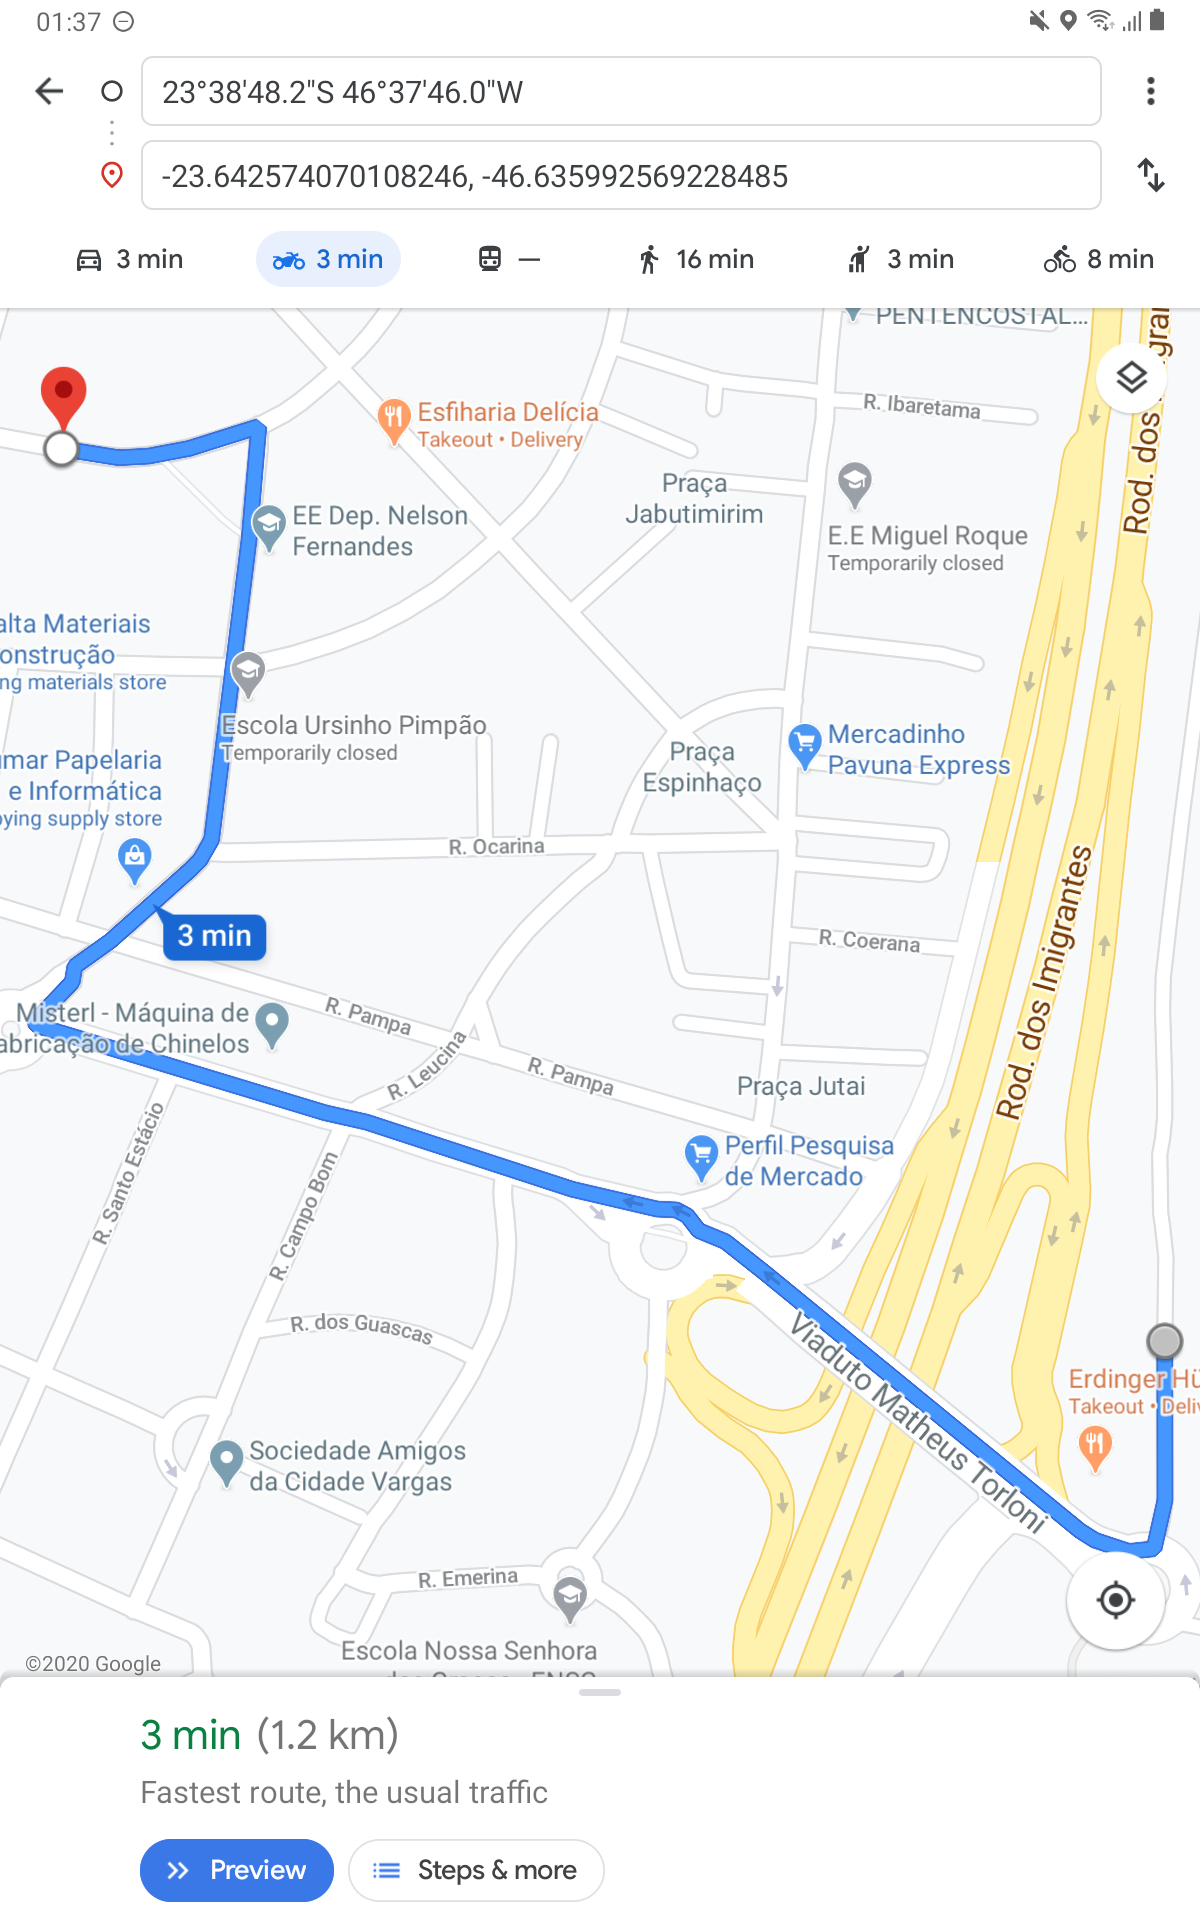 01:37
23°38'48.2"S 46°37'46.0"W
-23.642574070108246, -46.635992569228485
3 min
3 min
—
16 min
3 min
8 min
PENTENCOSTAL...
Rod. dos
Esfiharia Delícia
Takeout • Delivery
R. Ibaretama
Praça
Jabutimirim
E.E Miguel Roque
Temporarily closed
EE Dep. Nelson
Fernandes
alta Materiais
onstrução
ng materials store
Escola Ursinho Pimpão
Temporarily closed
mar Papelaria
e Informática
ying supply store
Praça
Espinhaço
Mercadinho
Pavuna Express
R. Ocarina
3 min
R. Coerana
Rod. dos Imigrantes
Misterl - Máquina de
abricação de Chinelos
R. Pampa
R. Leucina
R. Pampa
Praça Jutai
Perfil Pesquisa
de Mercado
R. Santo Estácio
R. Campo Bom
R. dos Guascas
Viaduto Matheus Torloni
Erdinger Hü
Takeout • Deliv
Sociedade Amigos
da Cidade Vargas
R. Emerina
Escola Nossa Senhora
©2020 Google
3 min (1.2 km)
Fastest route, the usual traffic
Preview
Steps & more